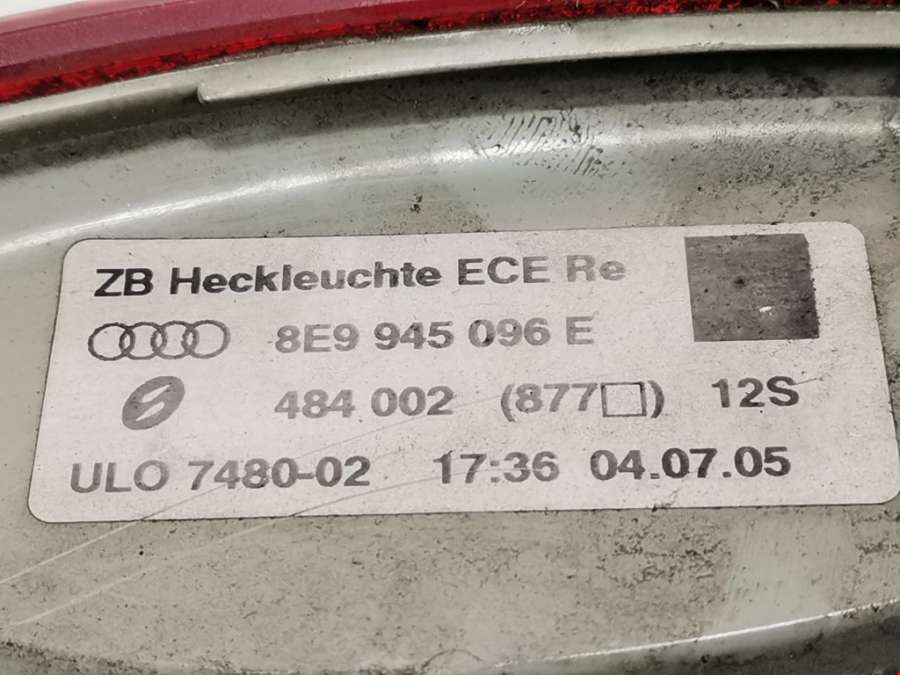 ZB Heckleuchte ECE Re
8E9 945 096 E
484 002 (877□) 12S
ULO 7480-02 17:36 04.07.05